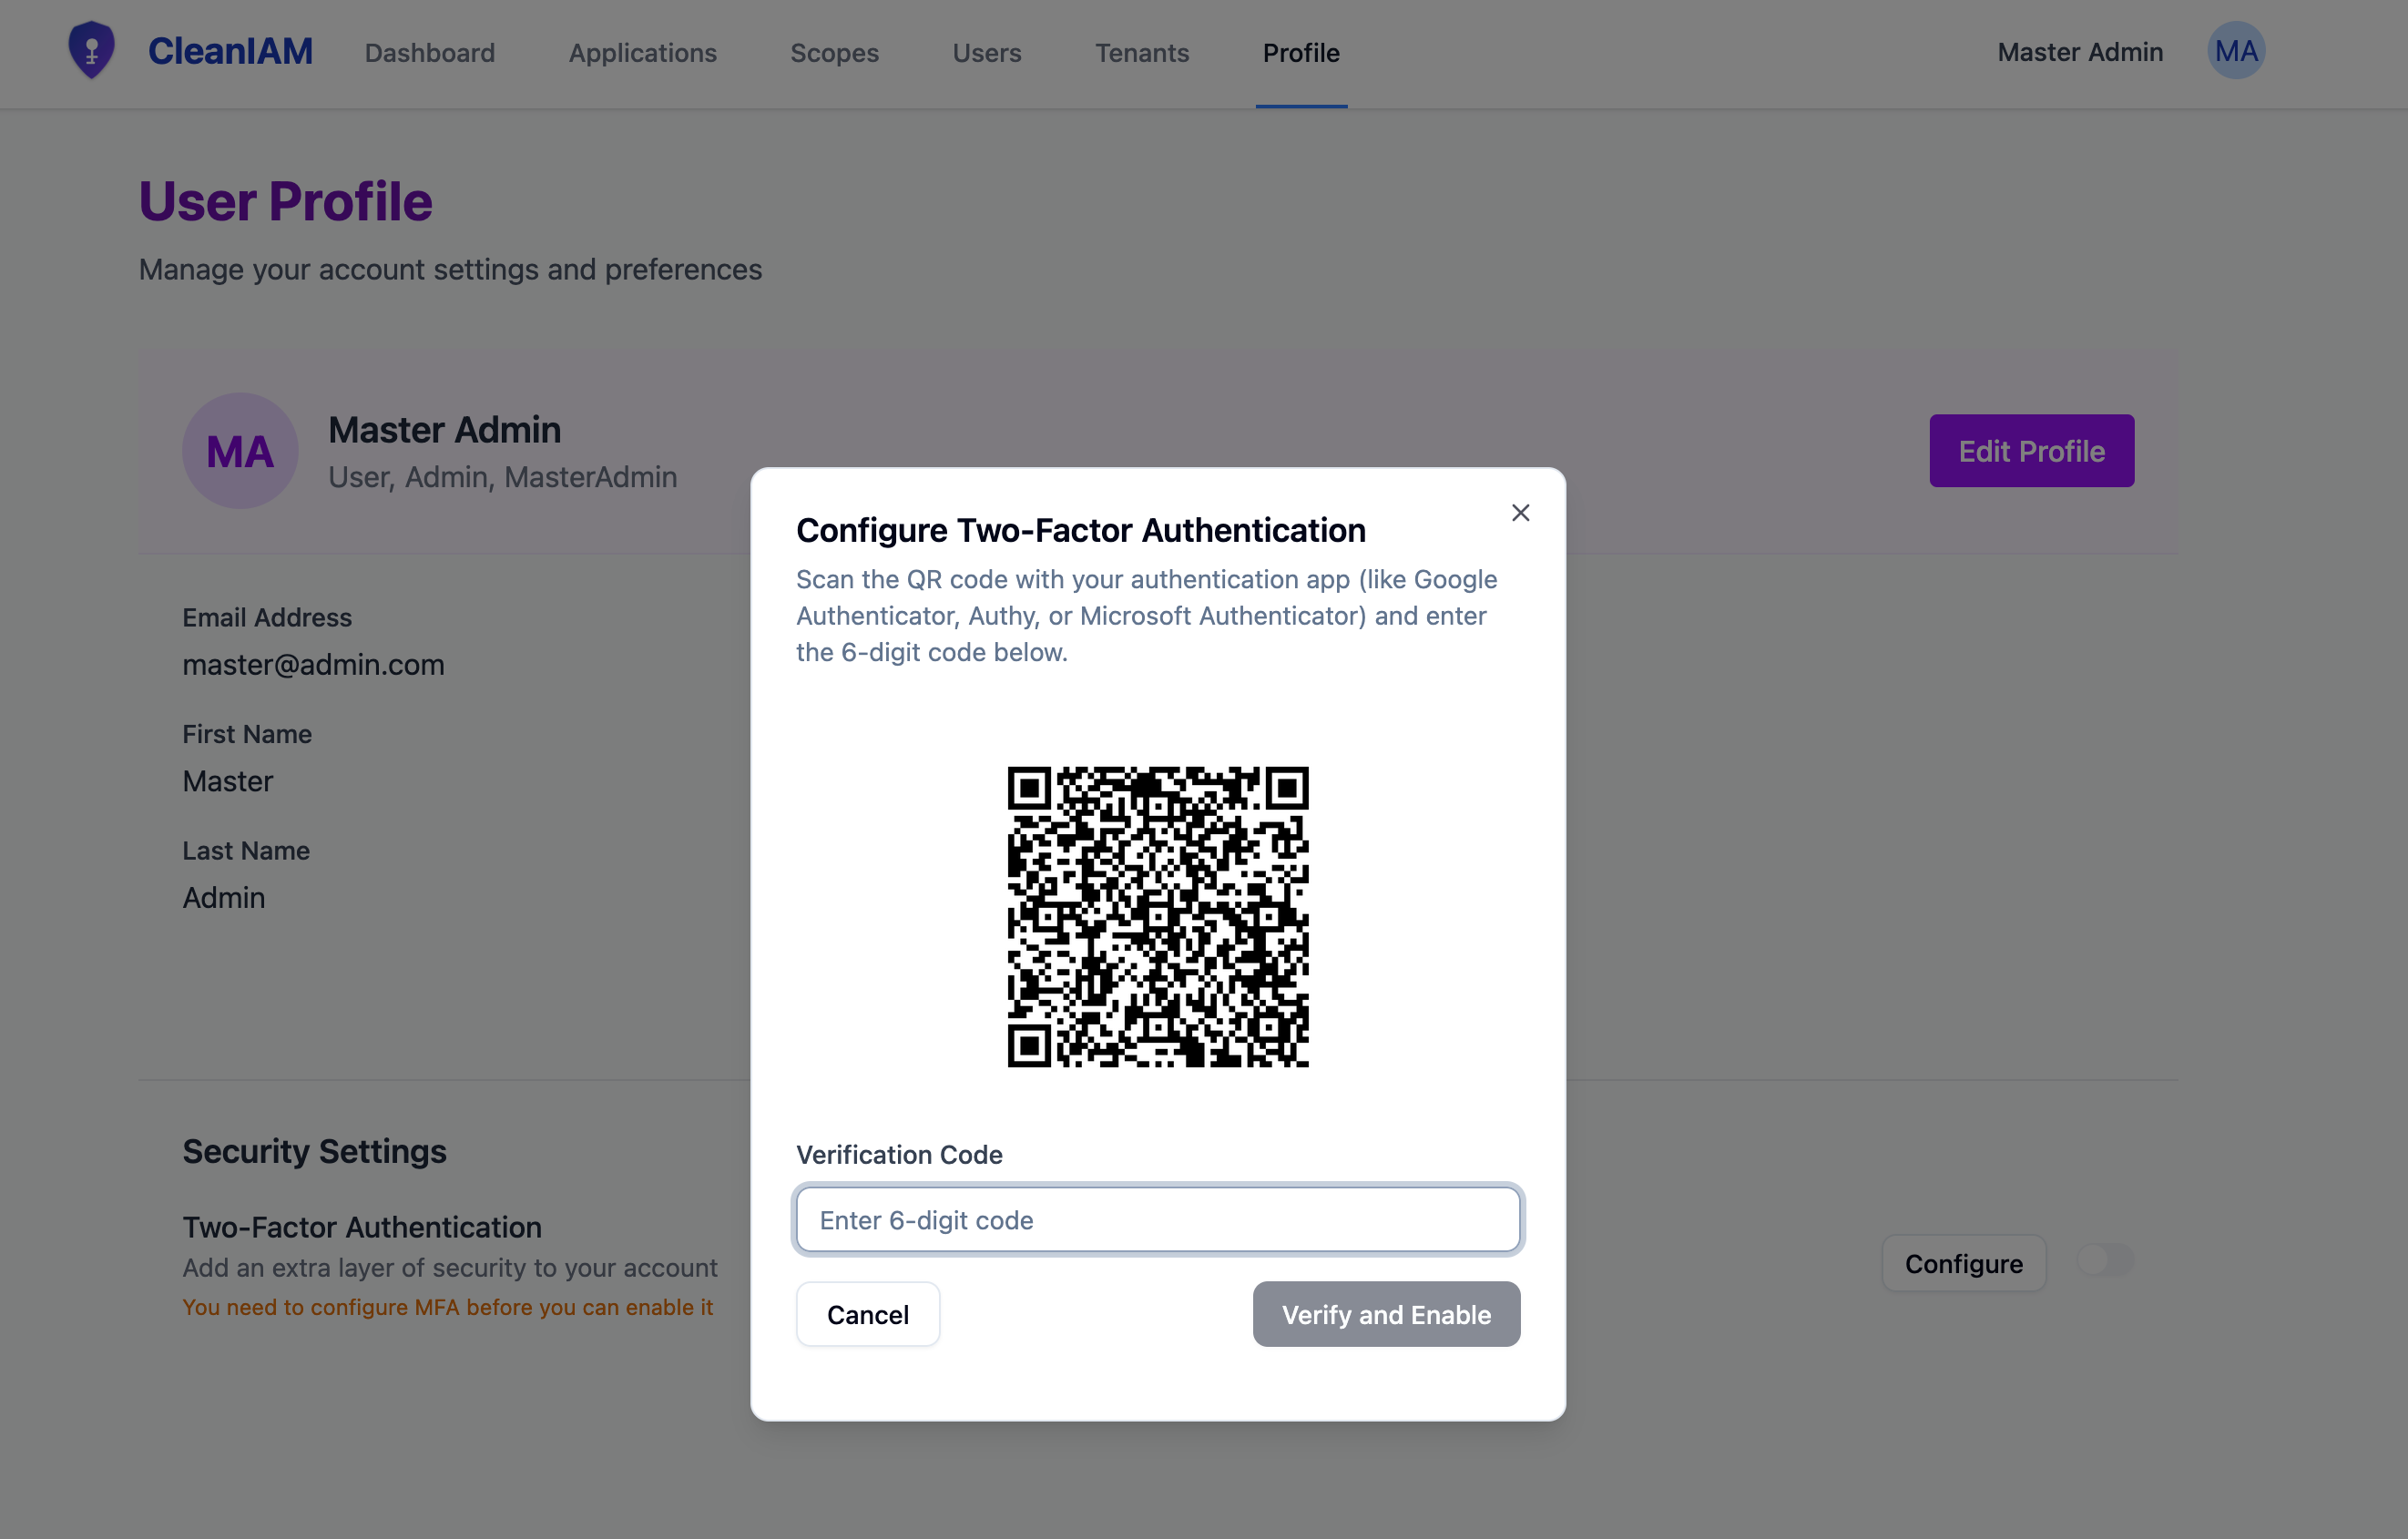 CleanIAM
Dashboard
Applications
Scopes
Users
Tenants
Profile
Master Admin
MA
User Profile
Manage your account settings and preferences
MA
Master Admin
User, Admin, MasterAdmin
Edit Profile
Email Address
master@admin.com
First Name
Master
Last Name
Admin
Security Settings
Two-Factor Authentication
Add an extra layer of security to your account
You need to configure MFA before you can enable it
Configure
Configure Two-Factor Authentication
Scan the QR code with your authentication app (like Google
Authenticator, Authy, or Microsoft Authenticator) and enter
the 6-digit code below.
Verification Code
Enter 6-digit code
Cancel
Verify and Enable